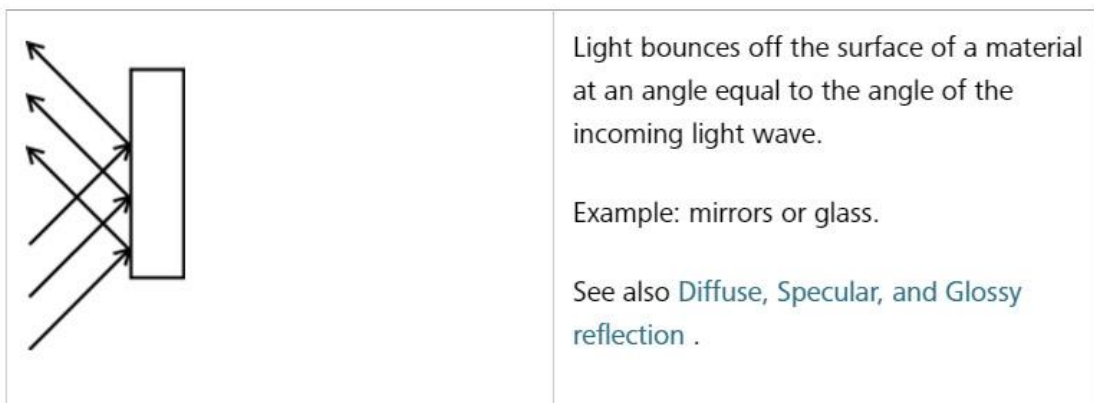 Light bounces off the surface of a material
at an angle equal to the angle of the
incoming light wave.
Example: mirrors or glass.
See also Diffuse, Specular, and Glossy
reflection .